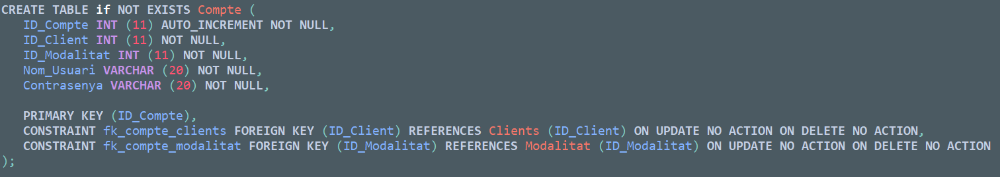 CREATE TABLE if NOT EXISTS Compte (
ID_Compte INT (11) AUTO_INCREMENT NOT NULL,
ID_Client INT (11) NOT NULL,
ID_Modalitat INT (11) NOT NULL,
Nom_Usuari VARCHAR (20) NOT NULL,
Contrasenya VARCHAR (20) NOT NULL,
PRIMARY KEY (ID_Compte),
CONSTRAINT fk_compte_clients FOREIGN KEY (ID_Client) REFERENCES Clients (ID_Client) ON UPDATE NO ACTION ON DELETE NO ACTION,
CONSTRAINT fk_compte_modalitat FOREIGN KEY (ID_Modalitat) REFERENCES Modalitat (ID_Modalitat) ON UPDATE NO ACTION ON DELETE NO ACTION
);